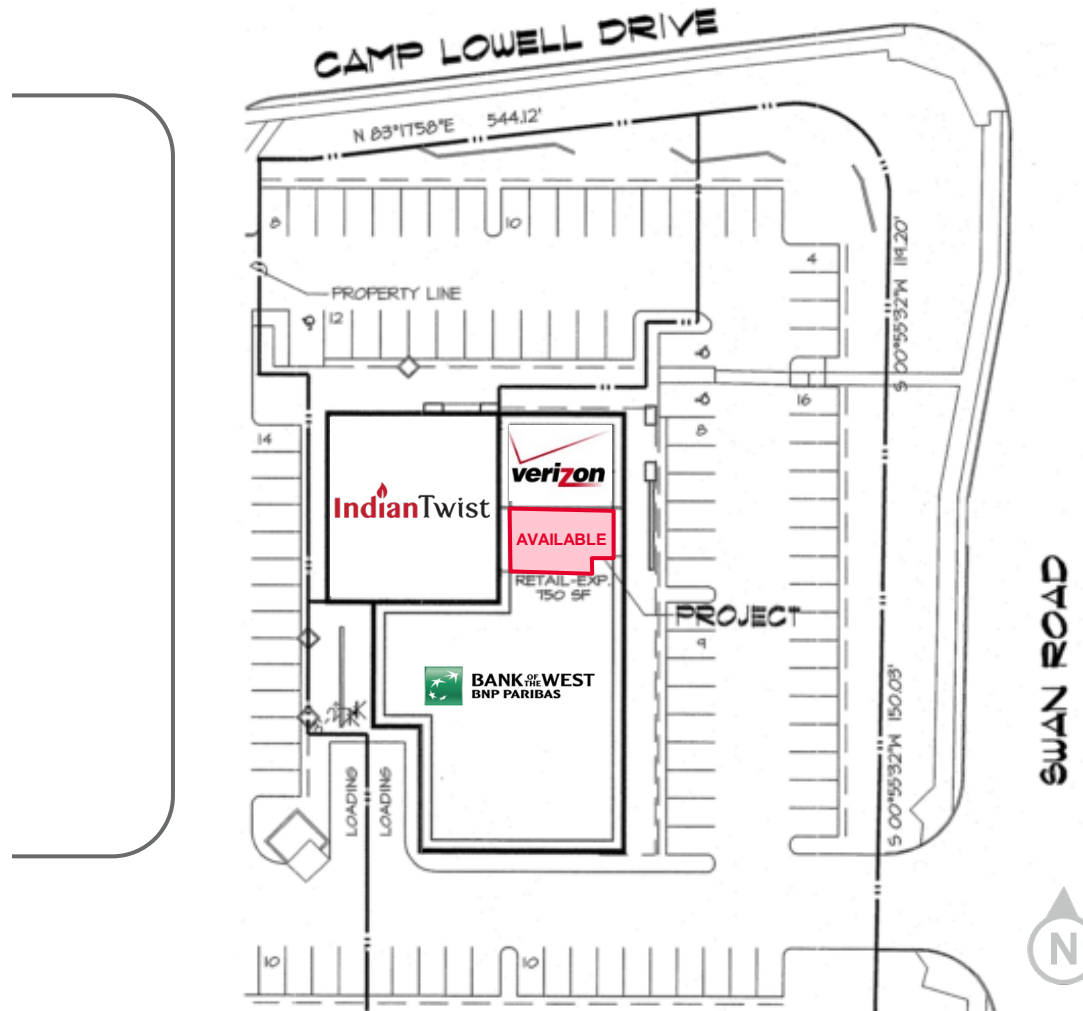 CAMP LOWELL DRIVE
N 83°17'58"E 544.12'
8
10
4
S 00°55'32"W 119.20'
PROPERTY LINE
12
16
8
14
verizon
IndianTwist
AVAILABLE
RETAIL-EXP.
750 SF
PROJECT
9
SWAN ROAD
BANK OF THE WEST
BNP PARIBAS
S 00°55'32"W 150.03'
LOADING
LOADING
N
10
10